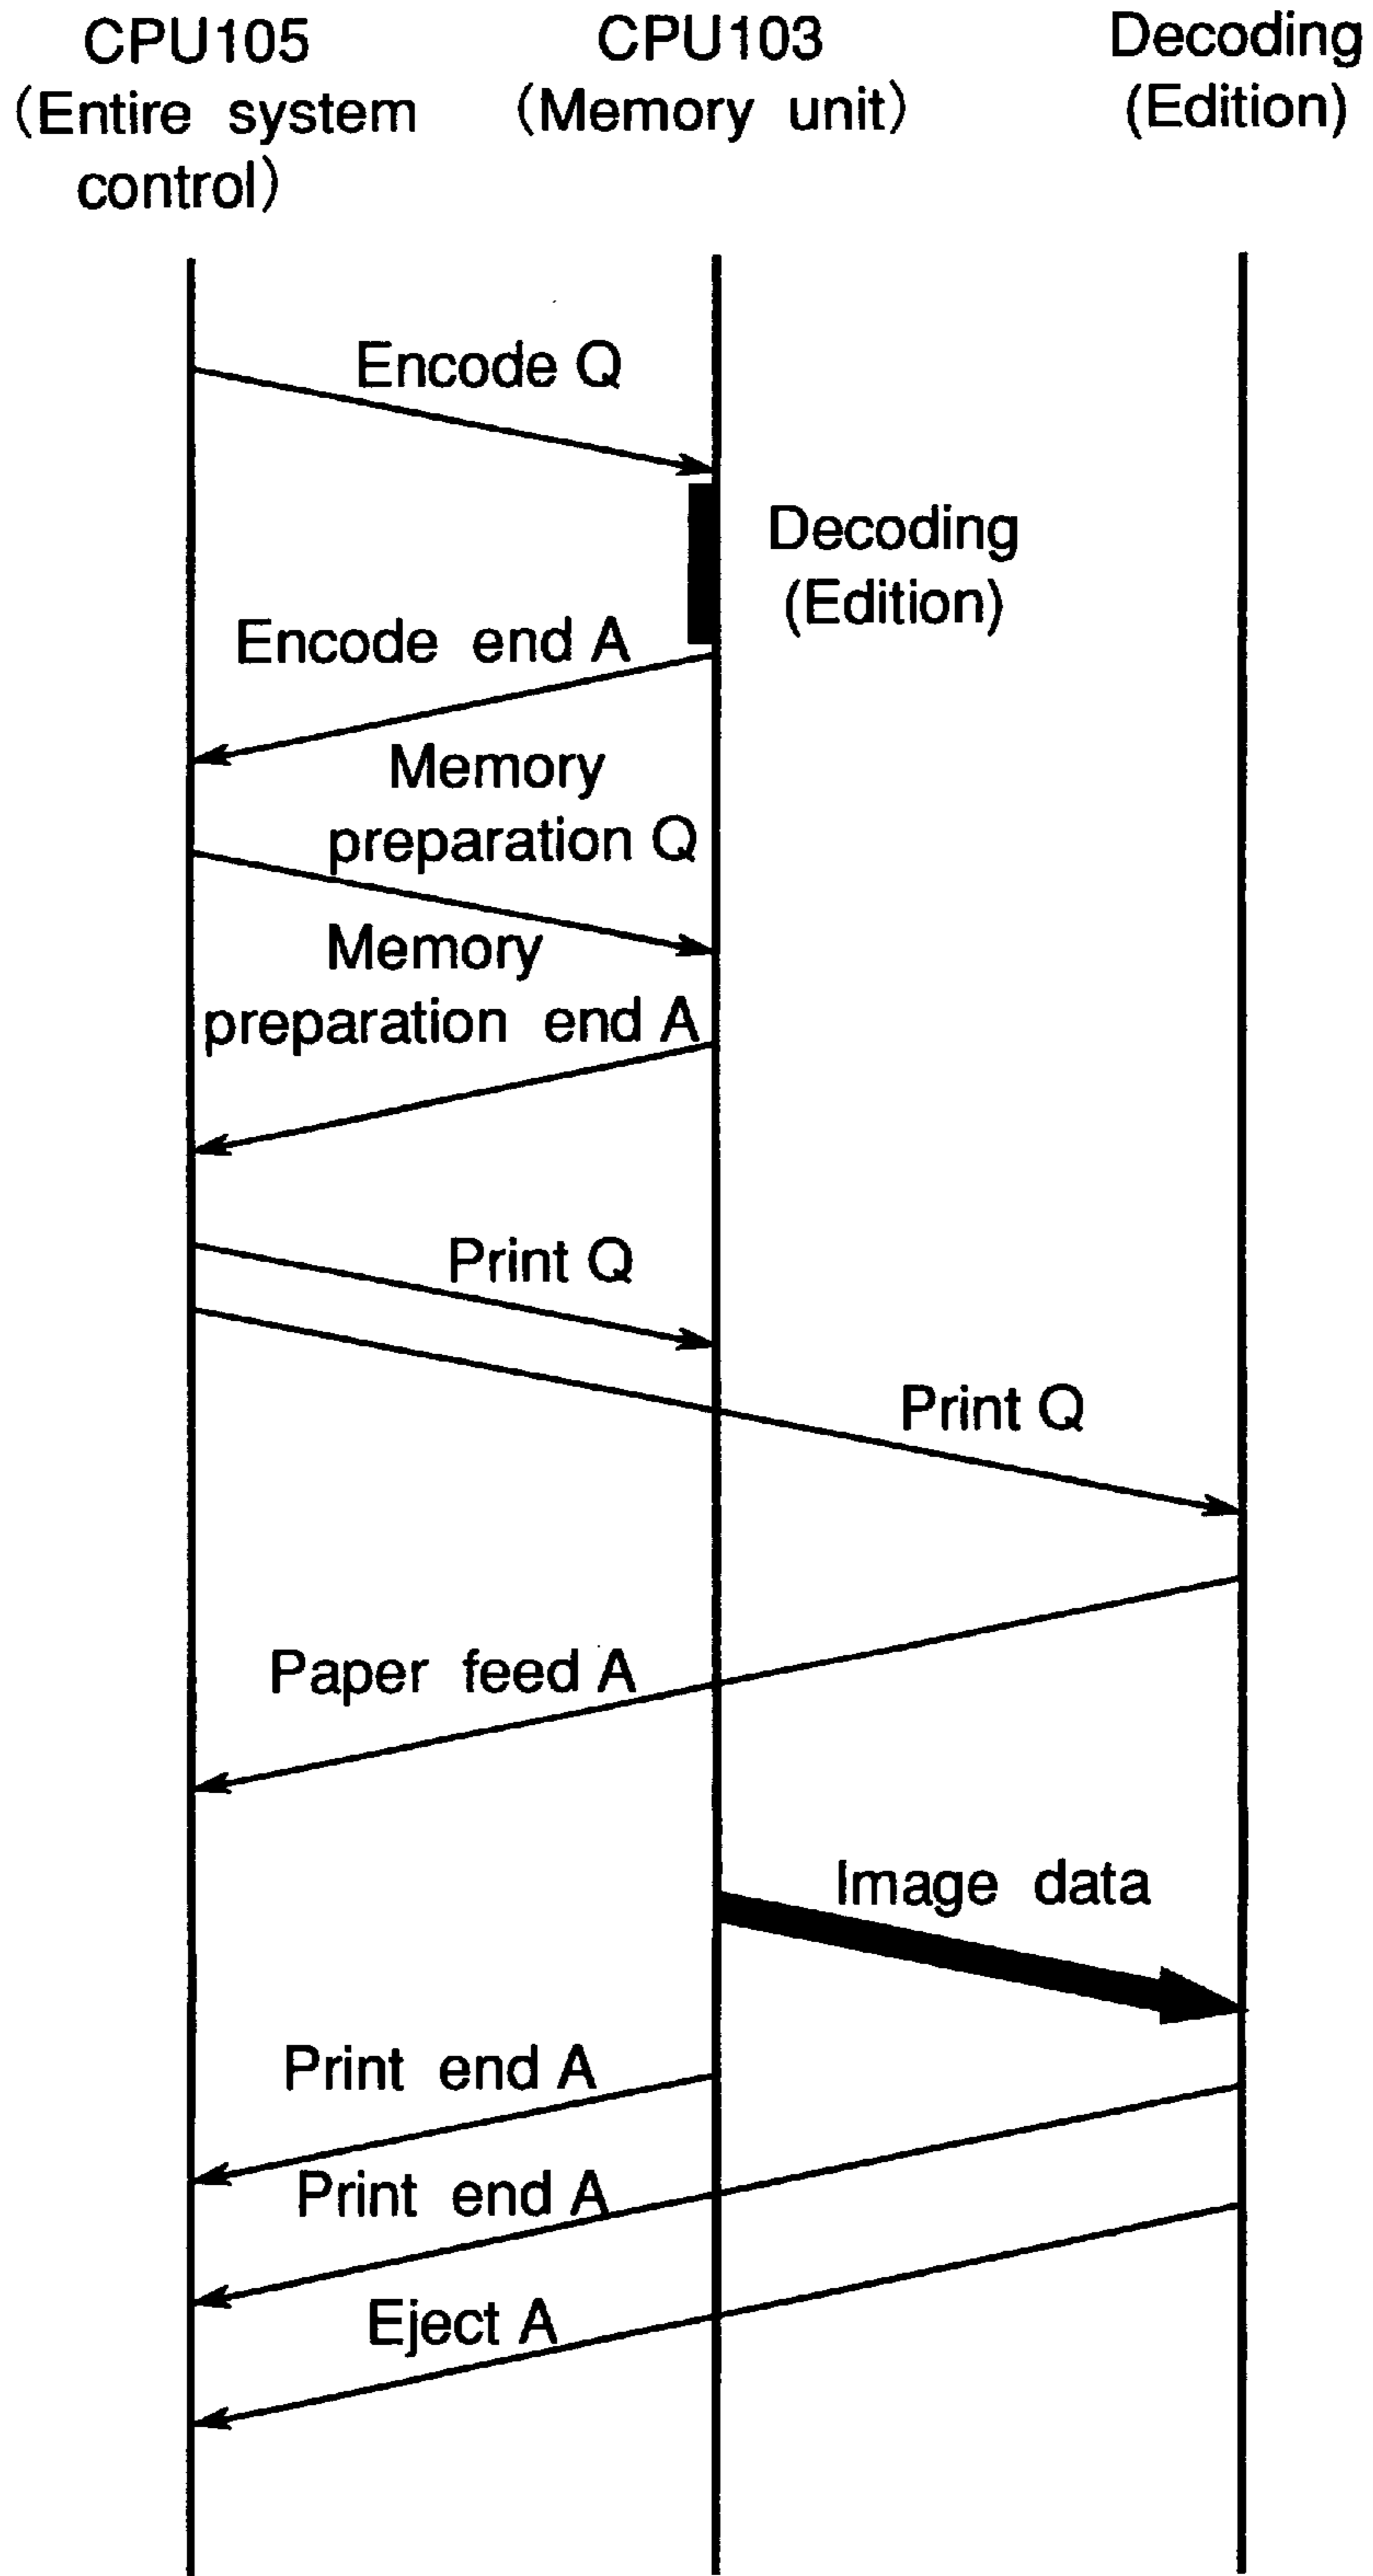 CPU105
(Entire system
control)
CPU103
(Memory unit)
Decoding
(Edition)
Encode Q
Decoding
(Edition)
Encode end A
Memory
preparation Q
Memory
preparation end A
Print Q
Print Q
Paper feed A
Image data
Print end A
Print end A
Eject A